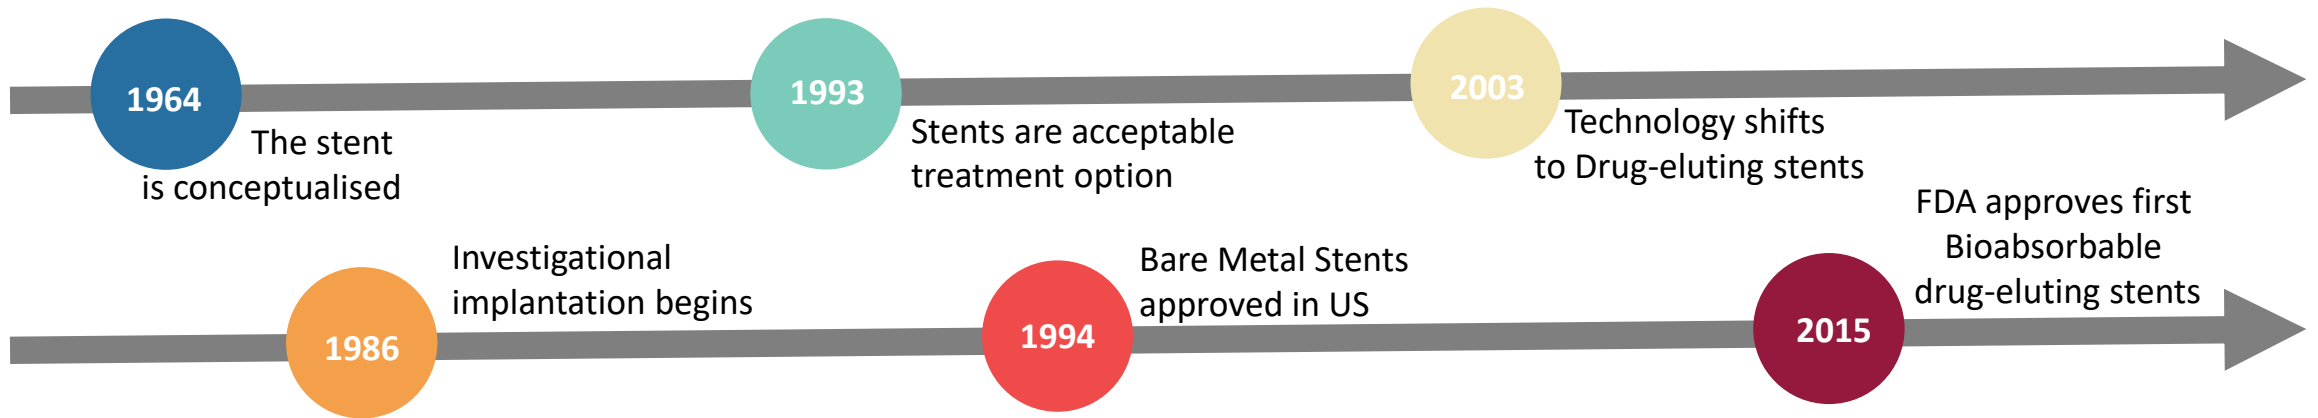 1964
The stent
is conceptualised
1993
Stents are acceptable
treatment option
2003
Technology shifts
to Drug-eluting stents
1986
Investigational
implantation begins
1994
Bare Metal Stents
approved in US
2015
FDA approves first
Bioabsorbable
drug-eluting stents